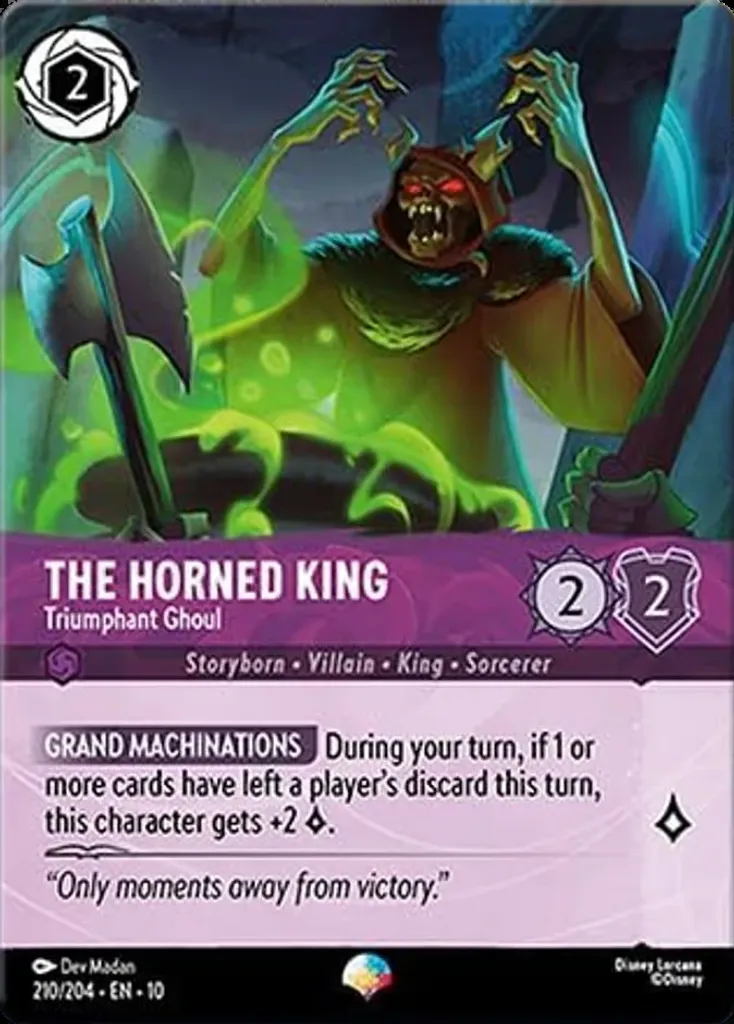 2
THE HORNED KING
Triumphant Ghoul
2
2
Storyborn • Villain • King • Sorcerer
GRAND MACHINATIONS During your turn, if 1 or
more cards have left a player's discard this turn,
this character gets +2 .
"Only moments away from victory."
Dev Madan
210/204 • EN • 10
Disney Lorcana
©Disney